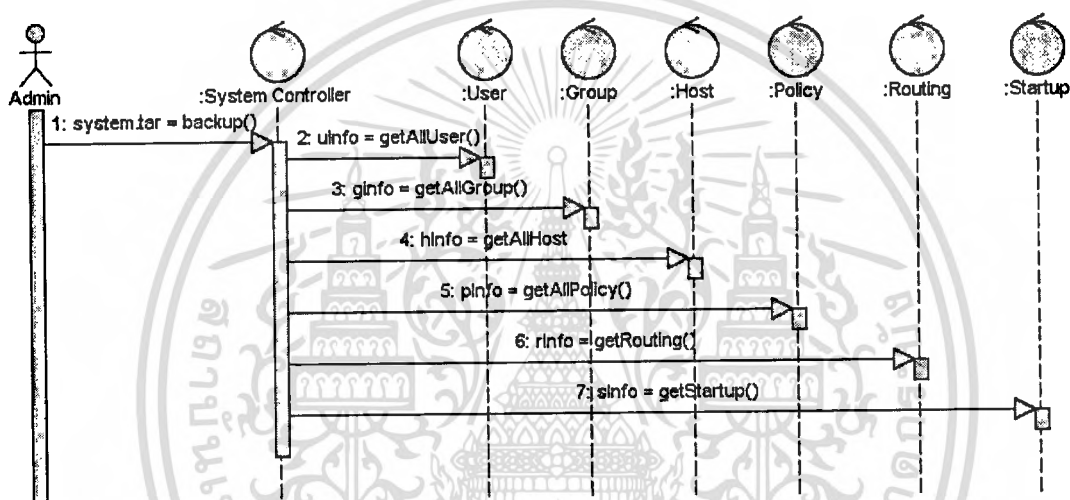 Admin
:System Controller
:User
:Group
:Host
:Policy
:Routing
:Startup
1: system.tar = backup()
2: uinfo = getAllUser()
3: ginfo = getAllGroup()
4: hinfo = getAllHost
5: pinfo = getAllPolicy()
6: rinfo = getRouting()
7: sinfo = getStartup()